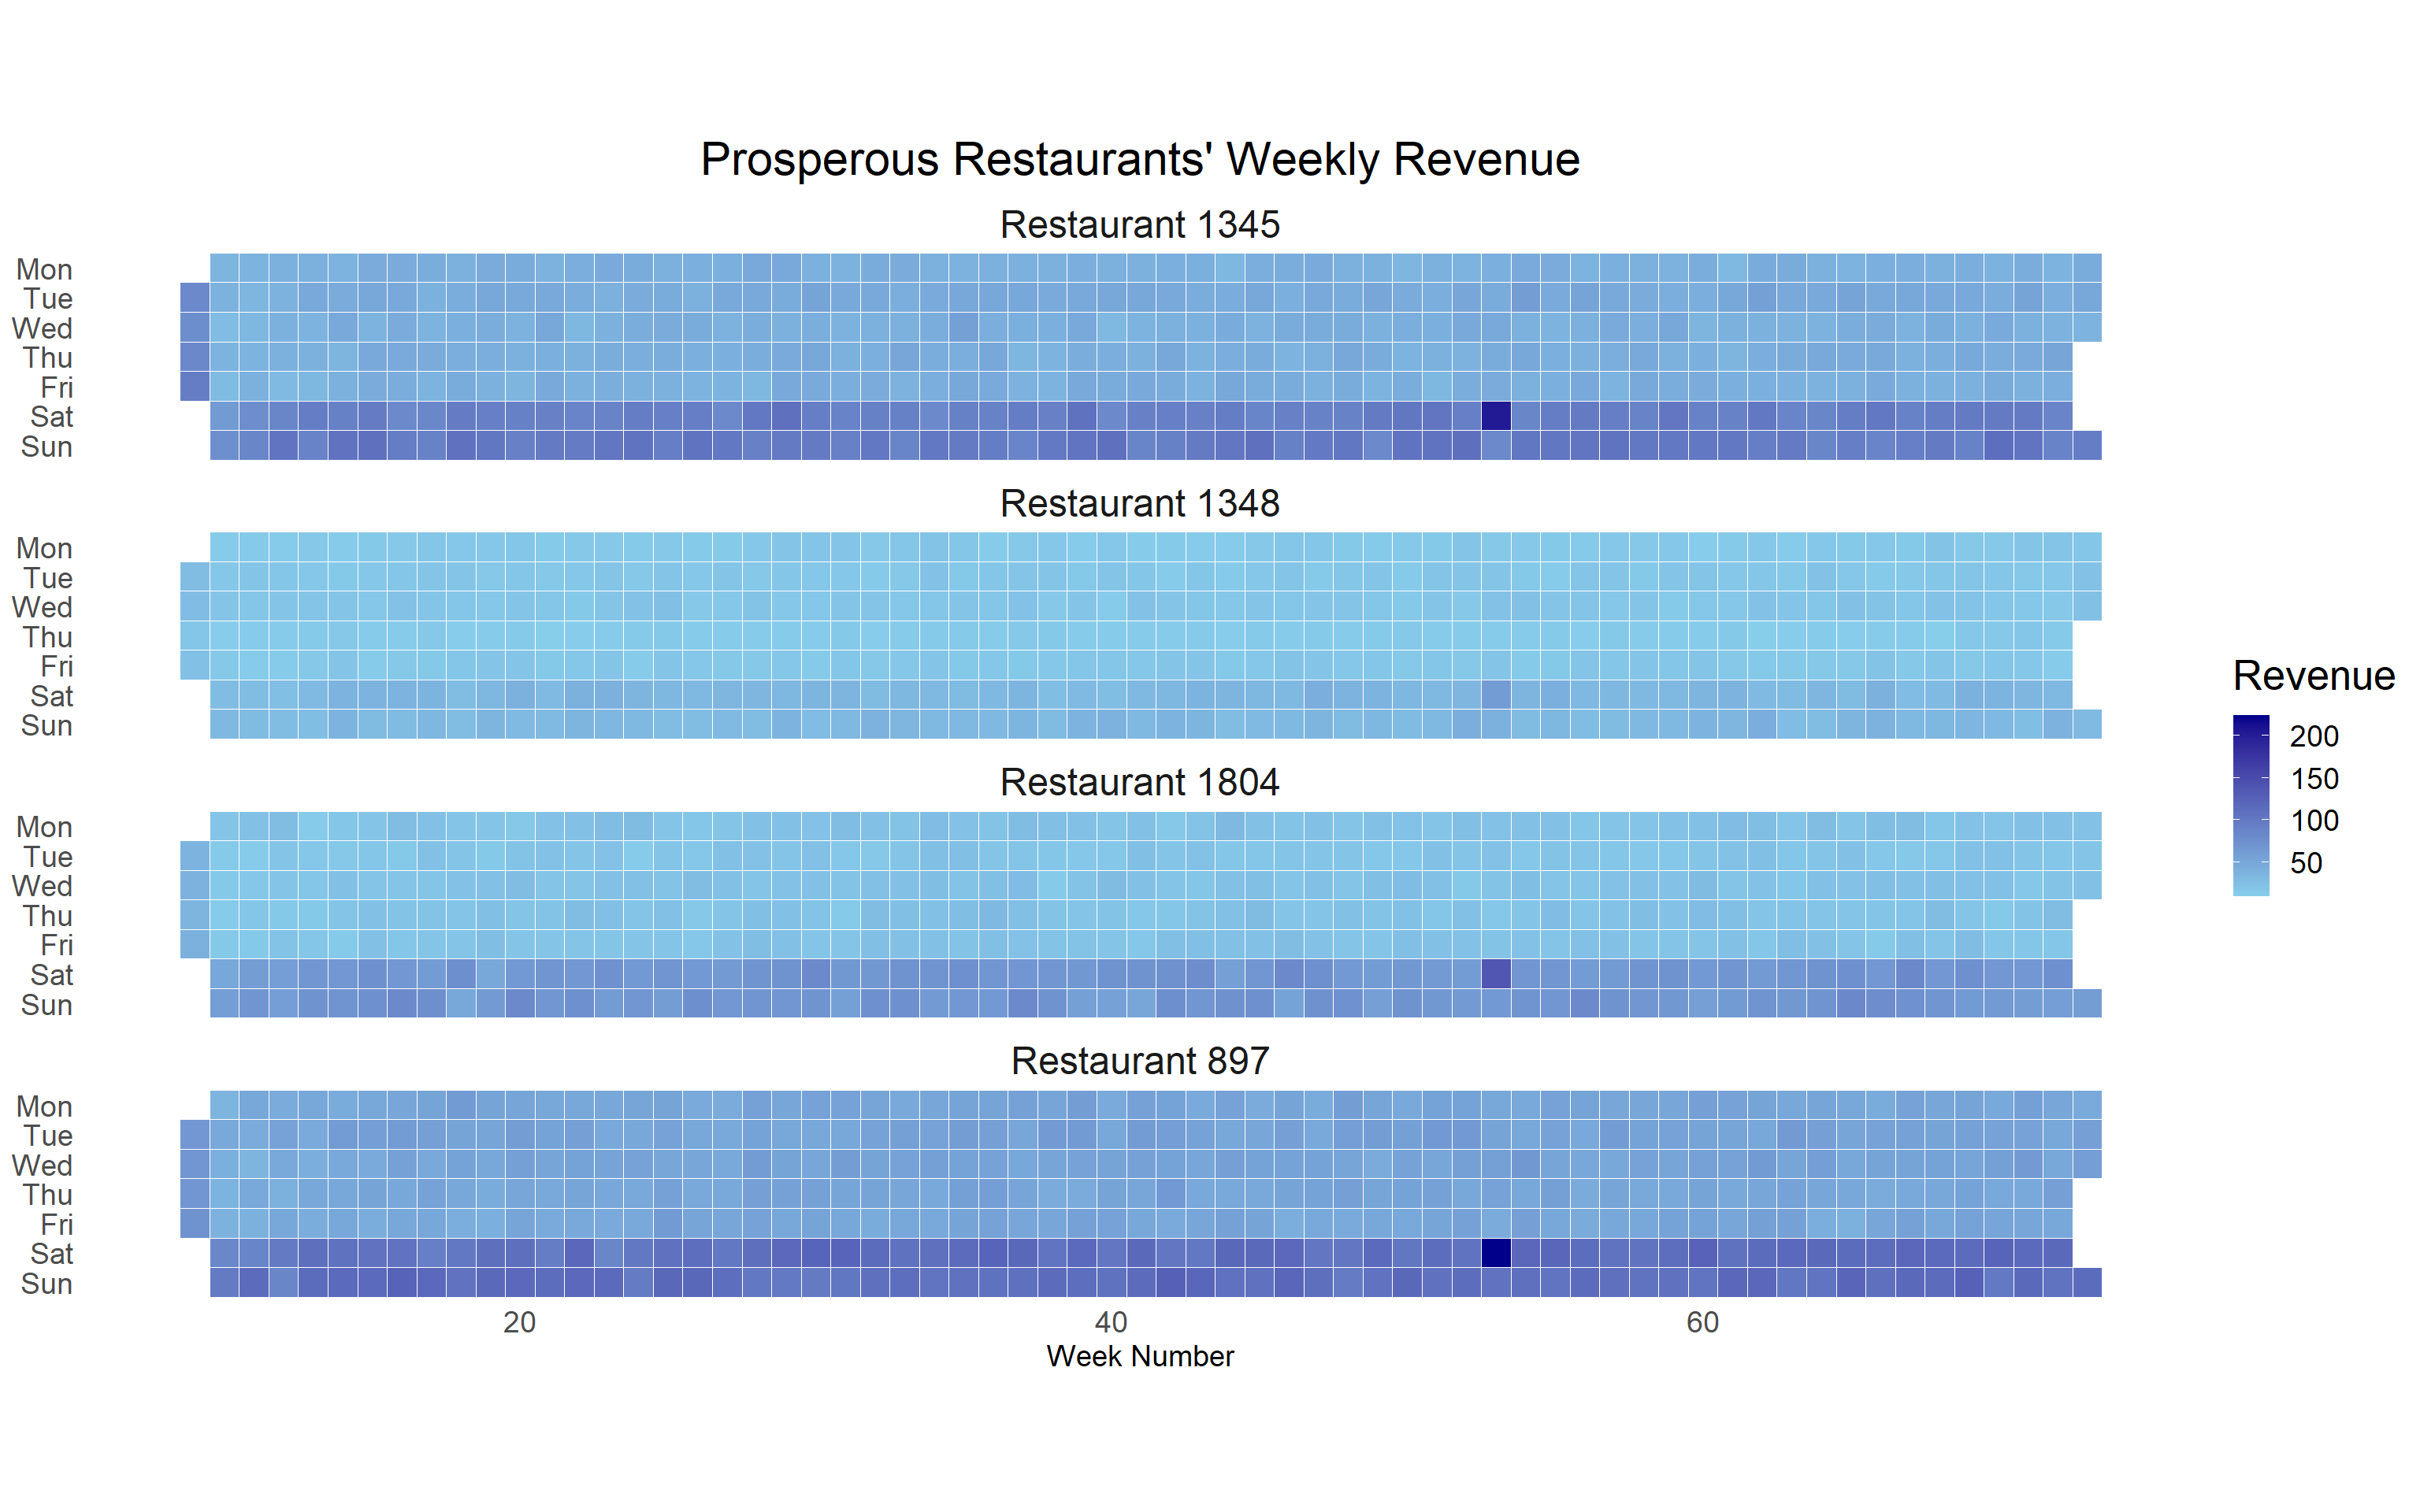 Prosperous Restaurants' Weekly Revenue
Restaurant 1345
Mon
Tue
Wed
Thu
Fri
Sat
Sun
Restaurant 1348
Mon
Tue
Wed
Thu
Fri
Sat
Sun
Restaurant 1804
Mon
Tue
Wed
Thu
Fri
Sat
Sun
Restaurant 897
Mon
Tue
Wed
Thu
Fri
Sat
Sun
20 40 60
Week Number
Revenue
200
150
100
50